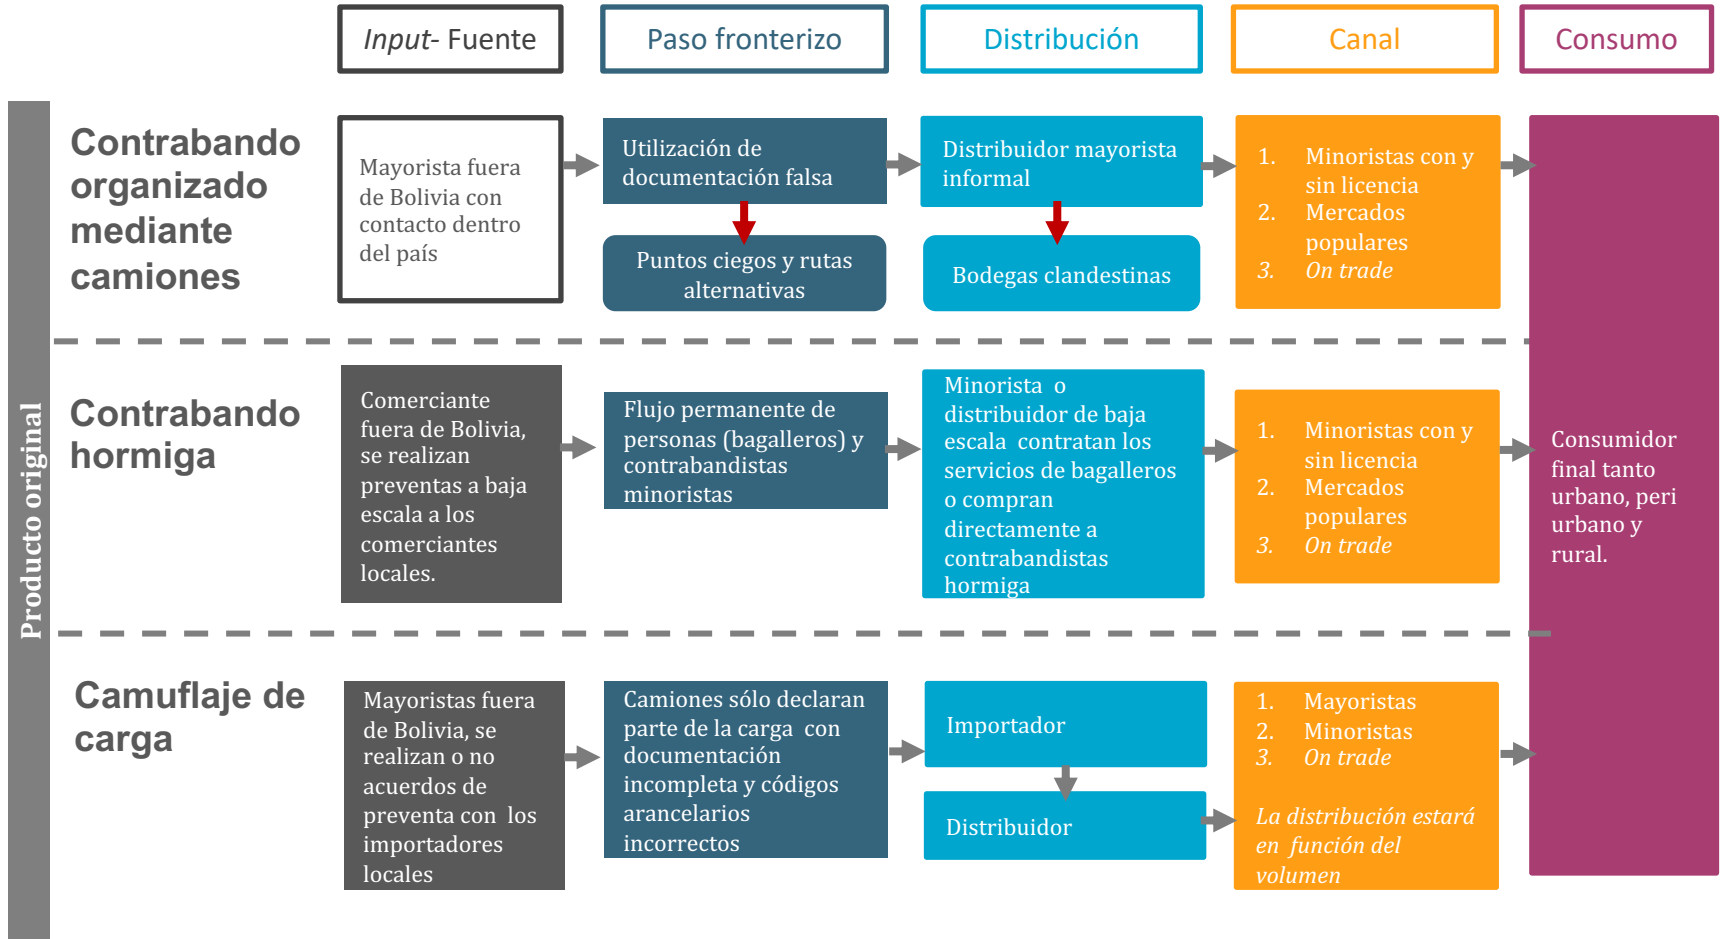 Input- Fuente
Paso fronterizo
Distribución
Canal
Consumo
Producto original
Contrabando
organizado
mediante
camiones
Mayorista fuera
de Bolivia con
contacto dentro
del país
Utilización de
documentación falsa
Puntos ciegos y rutas
alternativas
Distribuidor mayorista
informal
Bodegas clandestinas
1. Minoristas con y
sin licencia
2. Mercados
populares
3. On trade
Contrabando
hormiga
Comerciante
fuera de Bolivia,
se realizan
preventas a baja
escala a los
comerciantes
locales.
Flujo permanente de
personas (bagalleros) y
contrabandistas
minoristas
Minorista o
distribuidor de baja
escala contratan los
servicios de bagalleros
o compran
directamente a
contrabandistas
hormiga
1. Minoristas con y
sin licencia
2. Mercados
populares
3. On trade
Consumidor
final tanto
urbano, peri
urbano y
rural.
Camuflaje de
carga
Mayoristas fuera
de Bolivia, se
realizan o no
acuerdos de
preventa con los
importadores
locales
Camiones sólo declaran
parte de la carga con
documentación
incompleta y códigos
arancelarios
incorrectos
Importador
Distribuidor
1. Mayoristas
2. Minoristas
3. On trade
La distribución estará
en función del
volumen